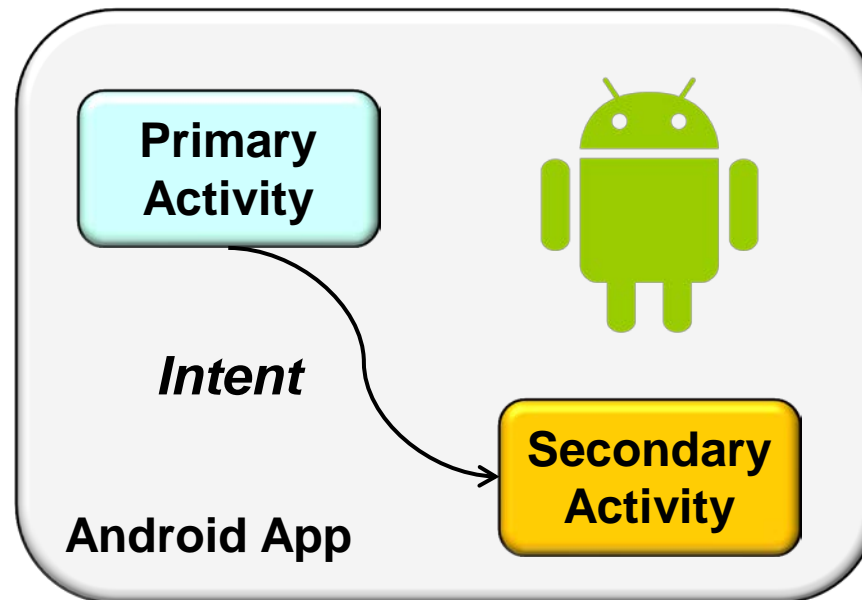 Primary
Activity
Intent
Secondary
Activity
Android App